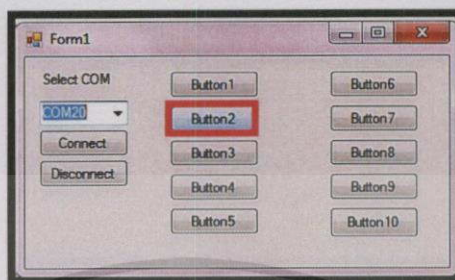 Form1
Select COM
COM20
Connect
Disconnect
Button1
Button2
Button3
Button4
Button5
Button6
Button7
Button8
Button9
Button10